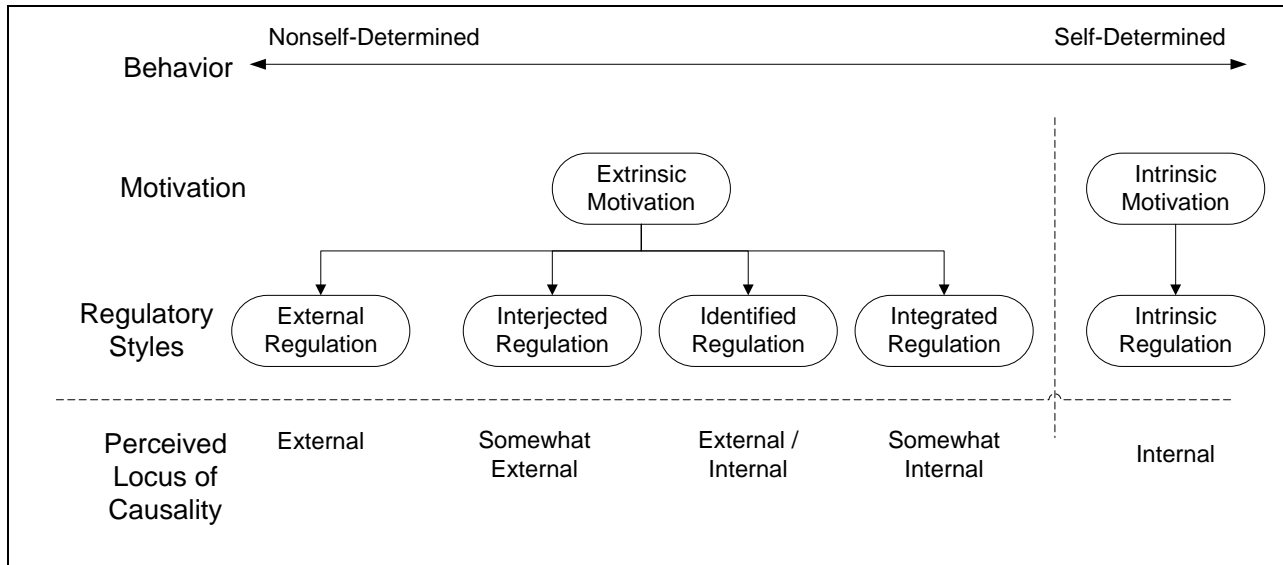 Nonself-Determined
Self-Determined
Behavior
Motivation
Extrinsic
Motivation
Intrinsic
Motivation
Regulatory
Styles
External
Regulation
Interjected
Regulation
Identified
Regulation
Integrated
Regulation
Intrinsic
Regulation
Perceived
Locus of
Causality
External
Somewhat
External
External /
Internal
Somewhat
Internal
Internal